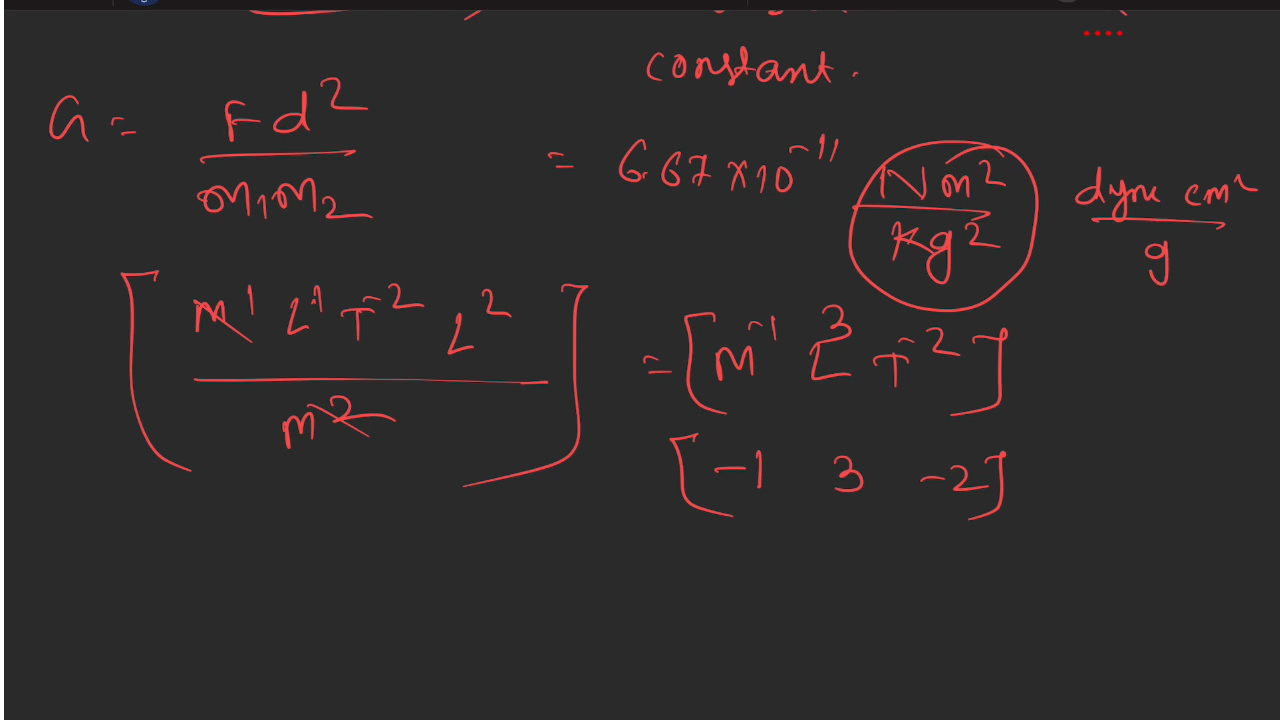 constant.
G = F d² / m₁m₂ = 6.67 × 10⁻¹¹ N m² / Kg² dyne cm² / g
[ M¹ L¹ T⁻² L² / M² ] = [ M⁻¹ L³ T⁻² ]
[ -1 3 -2 ]